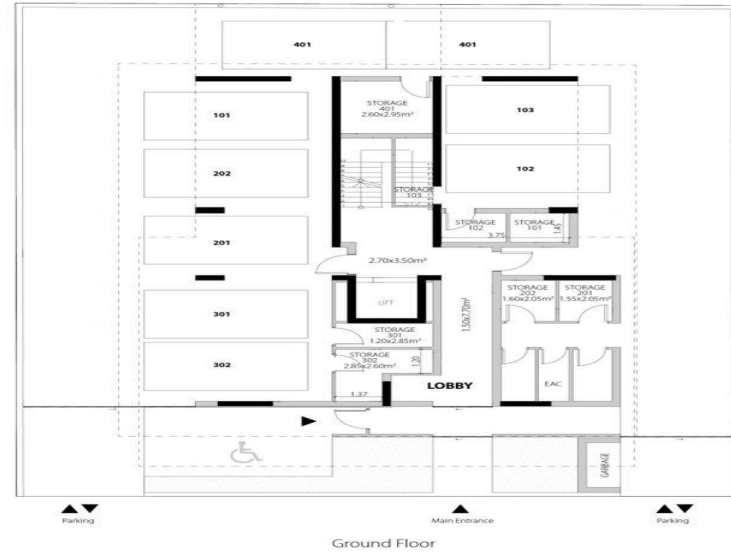 401
401
STORAGE
401
2.60x2.95m²
101
103
202
102
STORAGE
103
STORAGE
102
3.75
STORAGE
101
1.45
201
2.70x3.50m²
301
LIFT
1.50x7.70m²
STORAGE
202
1.60x2.05m²
STORAGE
201
1.55x2.05m²
STORAGE
301
1.20x2.85m²
302
STORAGE
302
2.85x2.60m²
1.20
1.37
LOBBY
EAC
GARBAGE
Parking
Main Entrance
Parking
Ground Floor